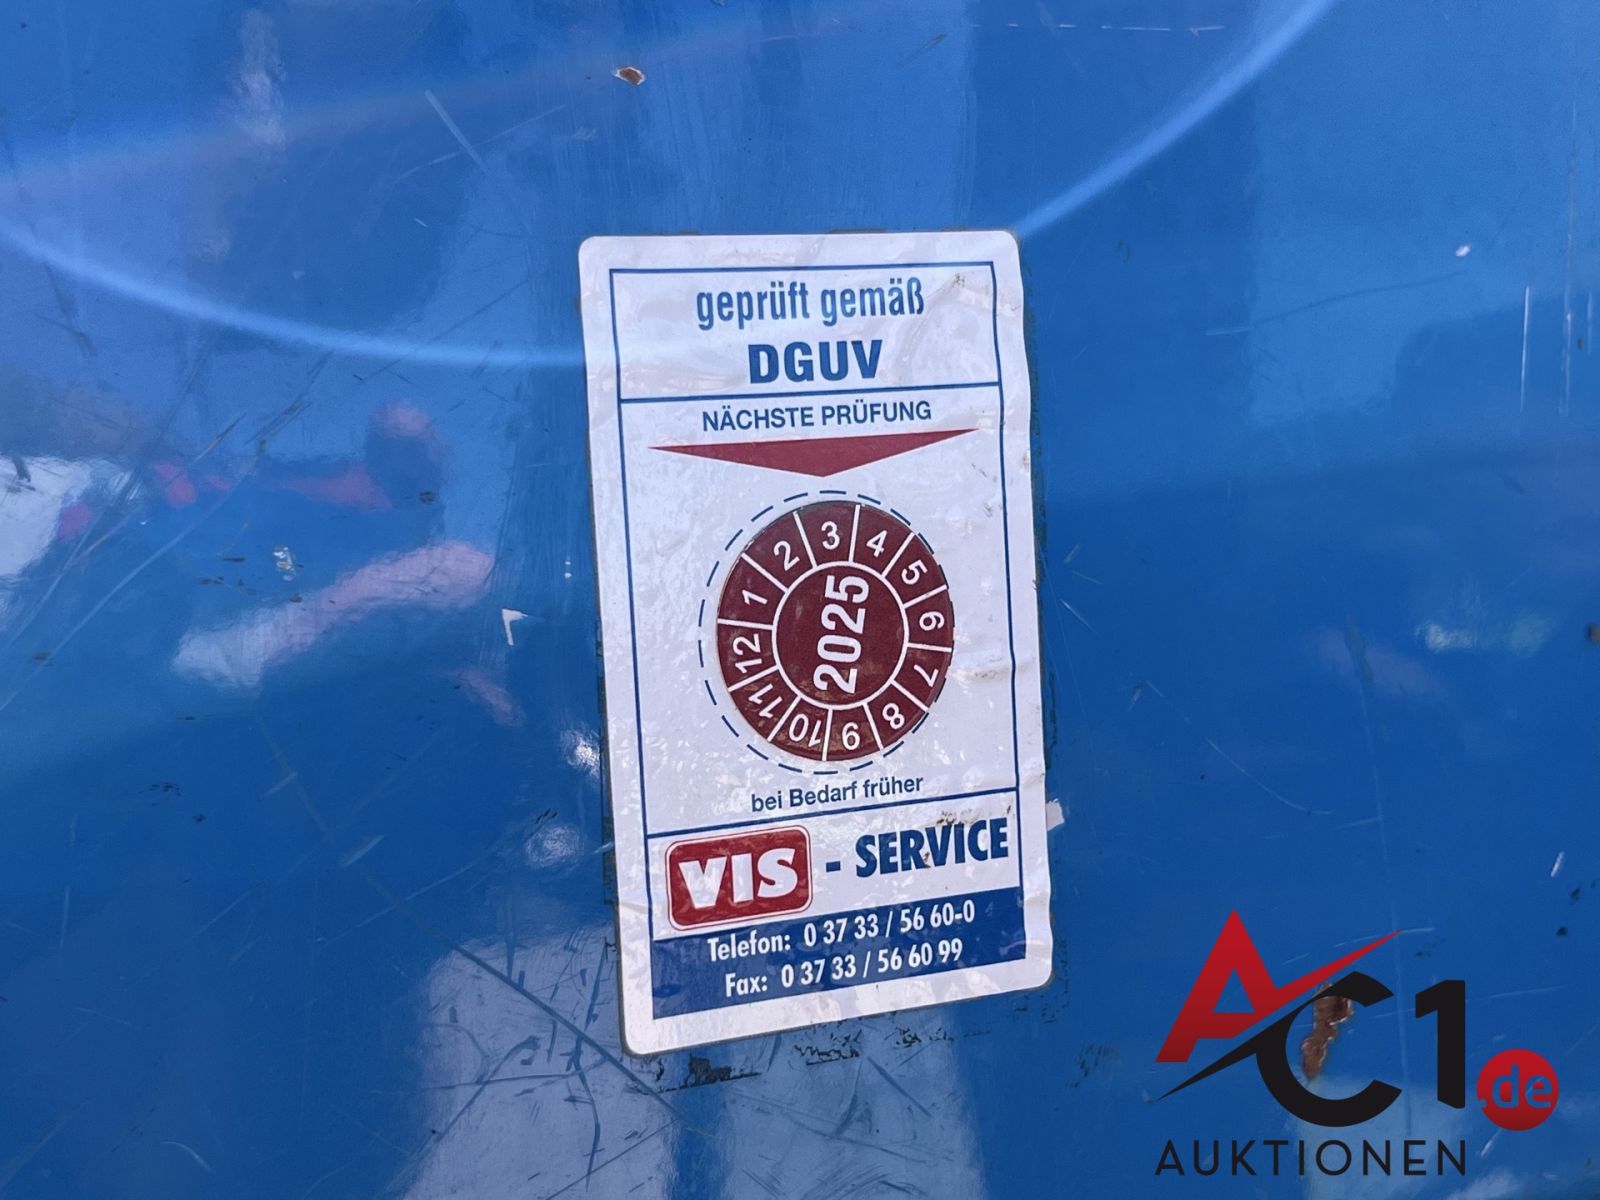 geprüft gemäß
DGUV
NÄCHSTE PRÜFUNG
1 2 3 4 5 6 7 8 9 10 11 12
2025
bei Bedarf früher
VIS - SERVICE
Telefon: 0 37 33 / 56 60-0
Fax: 0 37 33 / 56 60 99
AC1.de
AUKTIONEN